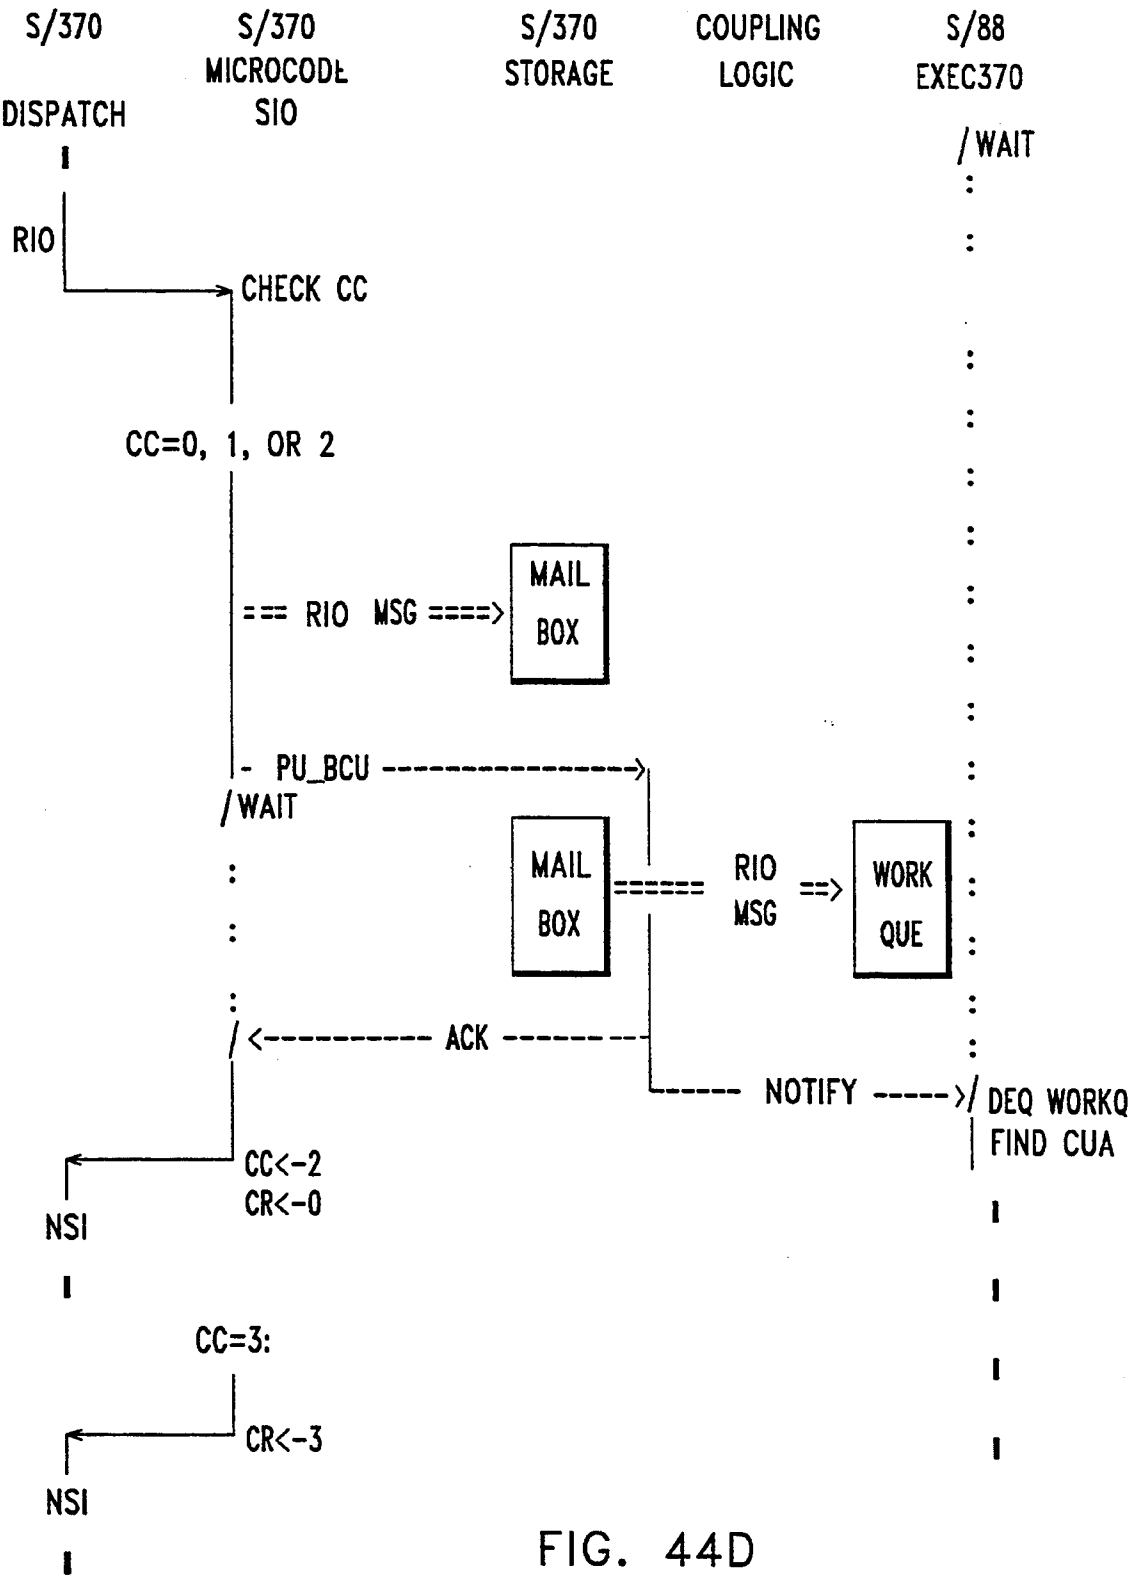 S/370 S/370 S/370 COUPLING S/88
MICROCODE STORAGE LOGIC EXEC370
DISPATCH SIO
/WAIT
RIO
CHECK CC
CC=0, 1, OR 2
MAIL
BOX
=== RIO MSG ====>
- PU_BCU ---------------->
/WAIT
MAIL
BOX
====== RIO ==>
MSG
WORK
QUE
/ <----------- ACK ----------
------ NOTIFY ----->/ DEQ WORKQ
FIND CUA
CC<-2
CR<-0
NSI
CC=3:
CR<-3
NSI
FIG. 44D